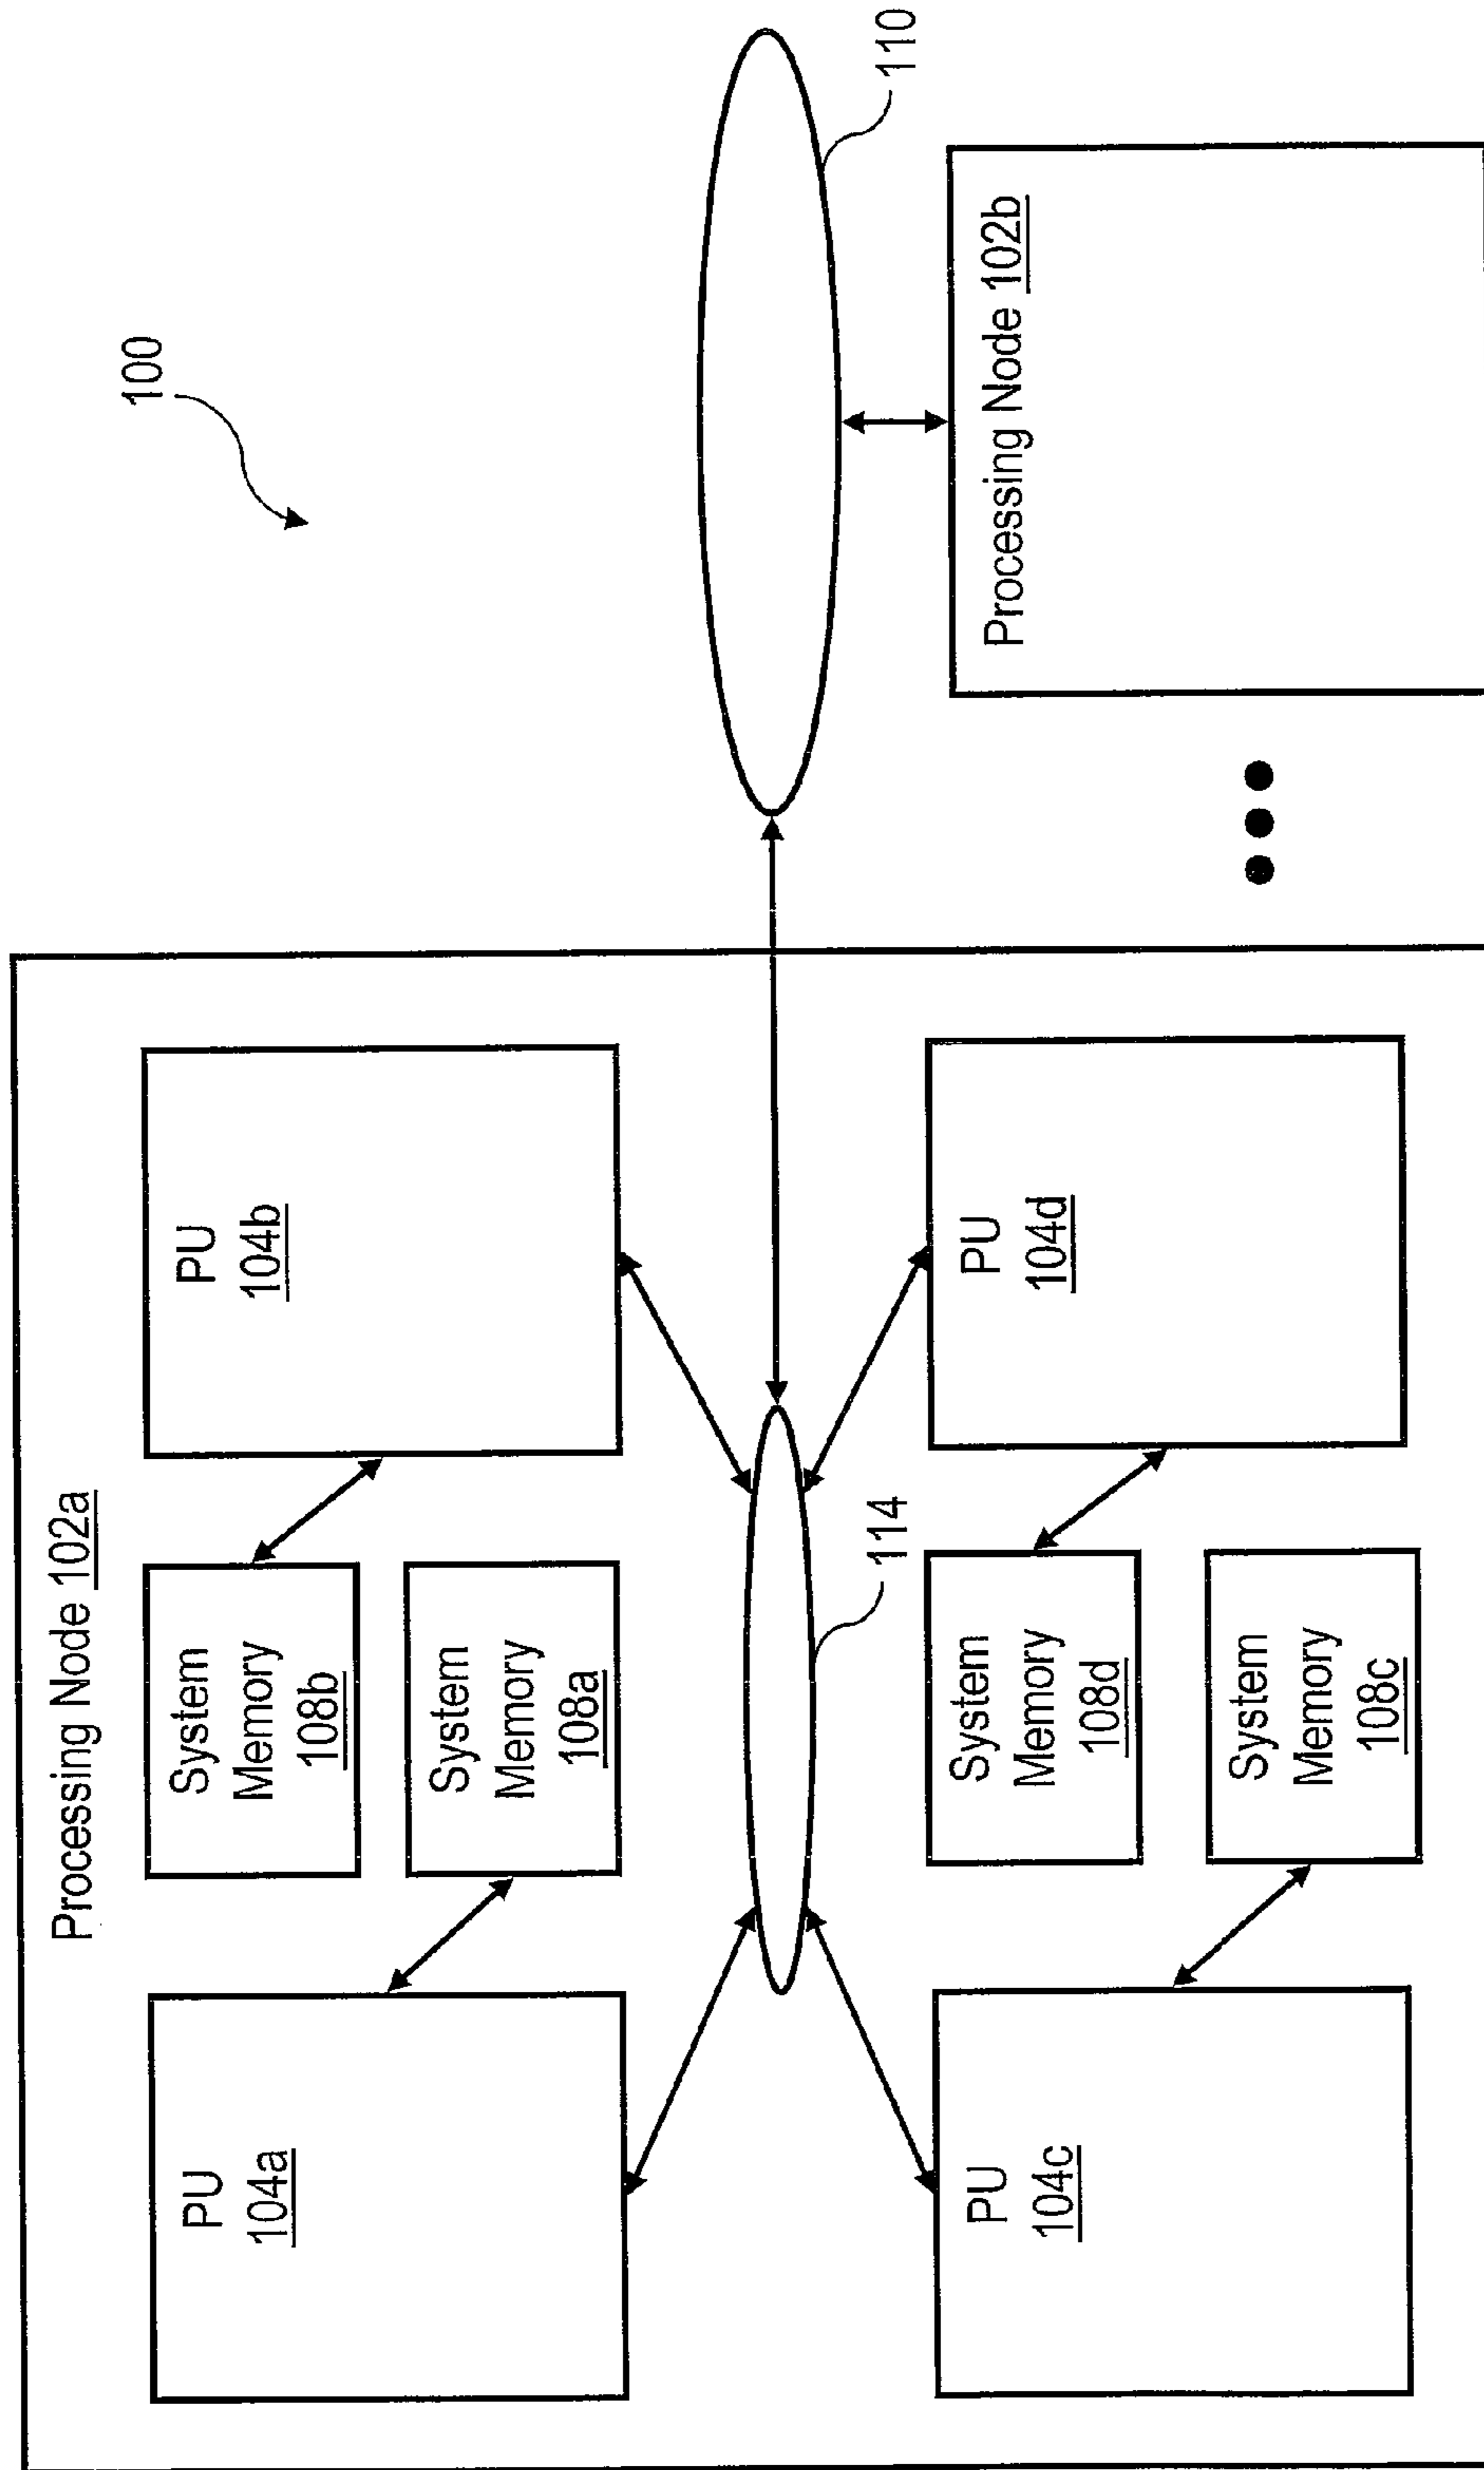 100
Processing Node 102a
PU
104a
System
Memory
108b
System
Memory
108a
PU
104b
110
114
Processing Node 102b
PU
104c
System
Memory
108d
System
Memory
108c
PU
104d